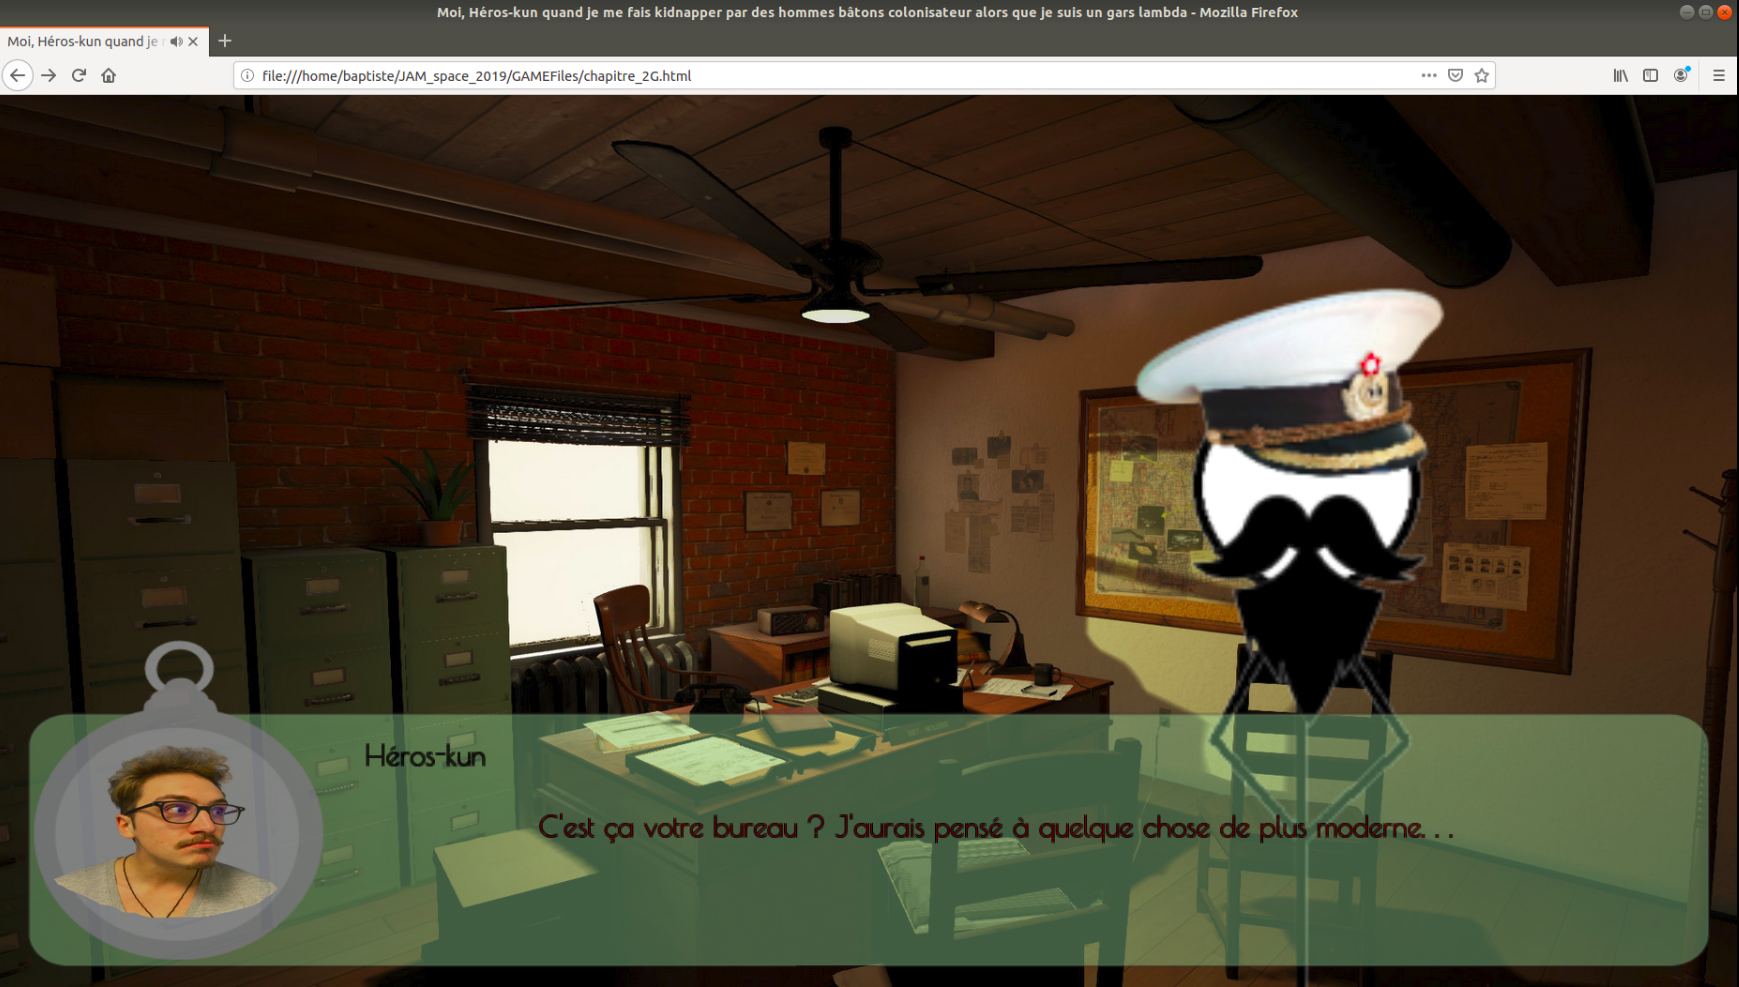 Moi, Héros-kun quand je me fais kidnapper par des hommes bâtons colonisateur alors que je suis un gars lambda - Mozilla Firefox
Moi, Héros-kun quand je
file:///home/baptiste/JAM_space_2019/GAMEFiles/chapitre_2G.html
Héros-kun
C'est ça votre bureau ? J'aurais pensé à quelque chose de plus moderne. . .